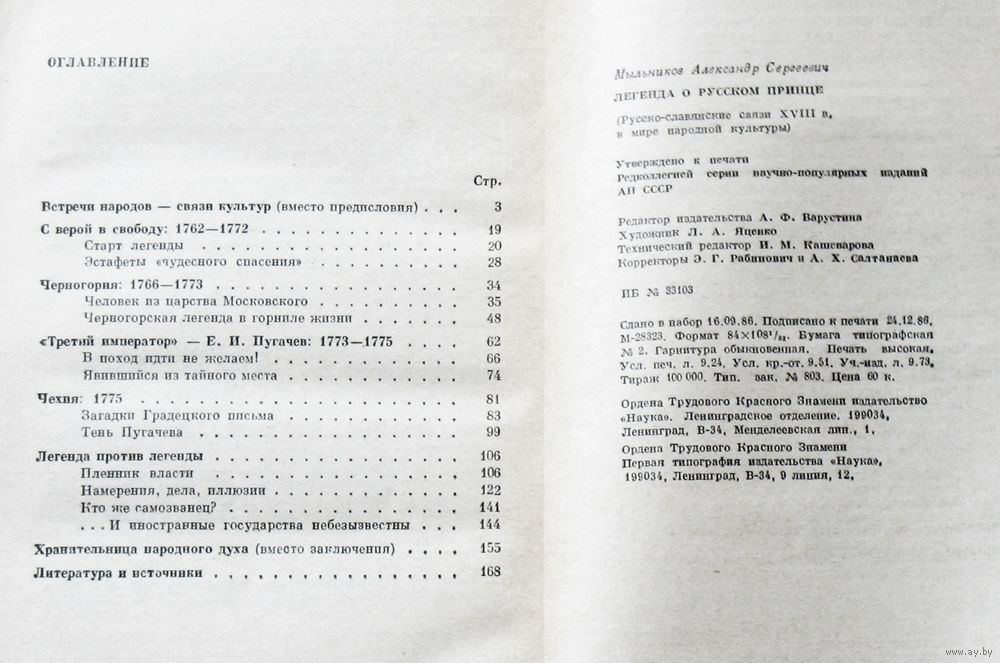 ОГЛАВЛЕНИЕ
Стр.
Встречи народов — связи культур (вместо предисловия) . . . 3
С верой в свободу: 1762—1772 . . . . . . . . . . . . . 19
Старт легенды . . . . . . . . . . . . . . . . . 20
Эстафеты «чудесного спасения» . . . . . . . . . . 28
Черногория: 1766—1773 . . . . . . . . . . . . . . . . 34
Человек из царства Московского . . . . . . . . . . 35
Черногорская легенда в горниле жизни . . . . . . . 48
«Третий император» — Е. И. Пугачев: 1773—1775 . . . . 62
В поход идти не желаем! . . . . . . . . . . . . . 66
Явившийся из тайного места . . . . . . . . . . . . 74
Чехия: 1775 . . . . . . . . . . . . . . . . . . . . 81
Загадки Градецкого письма . . . . . . . . . . . 83
Тень Пугачева . . . . . . . . . . . . . . . . . 99
Легенда против легенды . . . . . . . . . . . . . . . . 106
Пленник власти . . . . . . . . . . . . . . . . 106
Намерения, дела, иллюзии . . . . . . . . . . . . 122
Кто же самозванец? . . . . . . . . . . . . . . . 141
. . . И иностранные государства небезызвестны . . . 144
Хранительница народного духа (вместо заключения) . . . . 155
Литература и источники . . . . . . . . . . . . . . . . 168
Мыльников Александр Сергеевич
ЛЕГЕНДА О РУССКОМ ПРИНЦЕ
(Русско-славянские связи XVIII в.
в мире народной культуры)
Утверждено к печати
Редколлегией серии научно-популярных изданий
АН СССР
Редактор издательства А. Ф. Варустина
Художник Л. А. Яценко
Технический редактор И. М. Кашеварова
Корректоры Э. Г. Рабинович и А. Х. Салтанаева
ИБ № 33103
Сдано в набор 16.09.86. Подписано к печати 24.12.86.
М-28323. Формат 84×108¹/₃₂. Бумага типографская
№ 2. Гарнитура обыкновенная. Печать высокая.
Усл. печ. л. 9.24. Усл. кр.-от. 9.51. Уч.-изд. л. 9.73.
Тираж 100 000. Тип. зак. № 803. Цена 60 к.
Ордена Трудового Красного Знамени издательство
«Наука». Ленинградское отделение. 199034,
Ленинград, В-34, Менделеевская лин., 1.
Ордена Трудового Красного Знамени
Первая типография издательства «Наука».
199034, Ленинград, В-34, 9 линия, 12.
www.ay.by